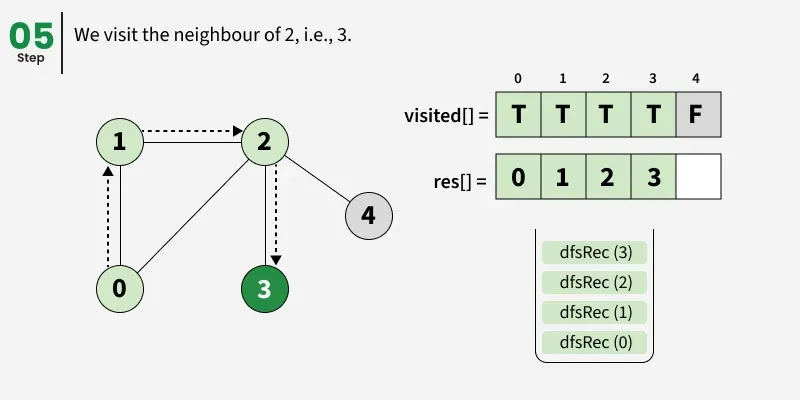 05
Step
We visit the neighbour of 2, i.e., 3.
0 1 2 3 4
visited[] = T T T T F
res[] = 0 1 2 3
1 2
4
0 3
dfsRec (3)
dfsRec (2)
dfsRec (1)
dfsRec (0)